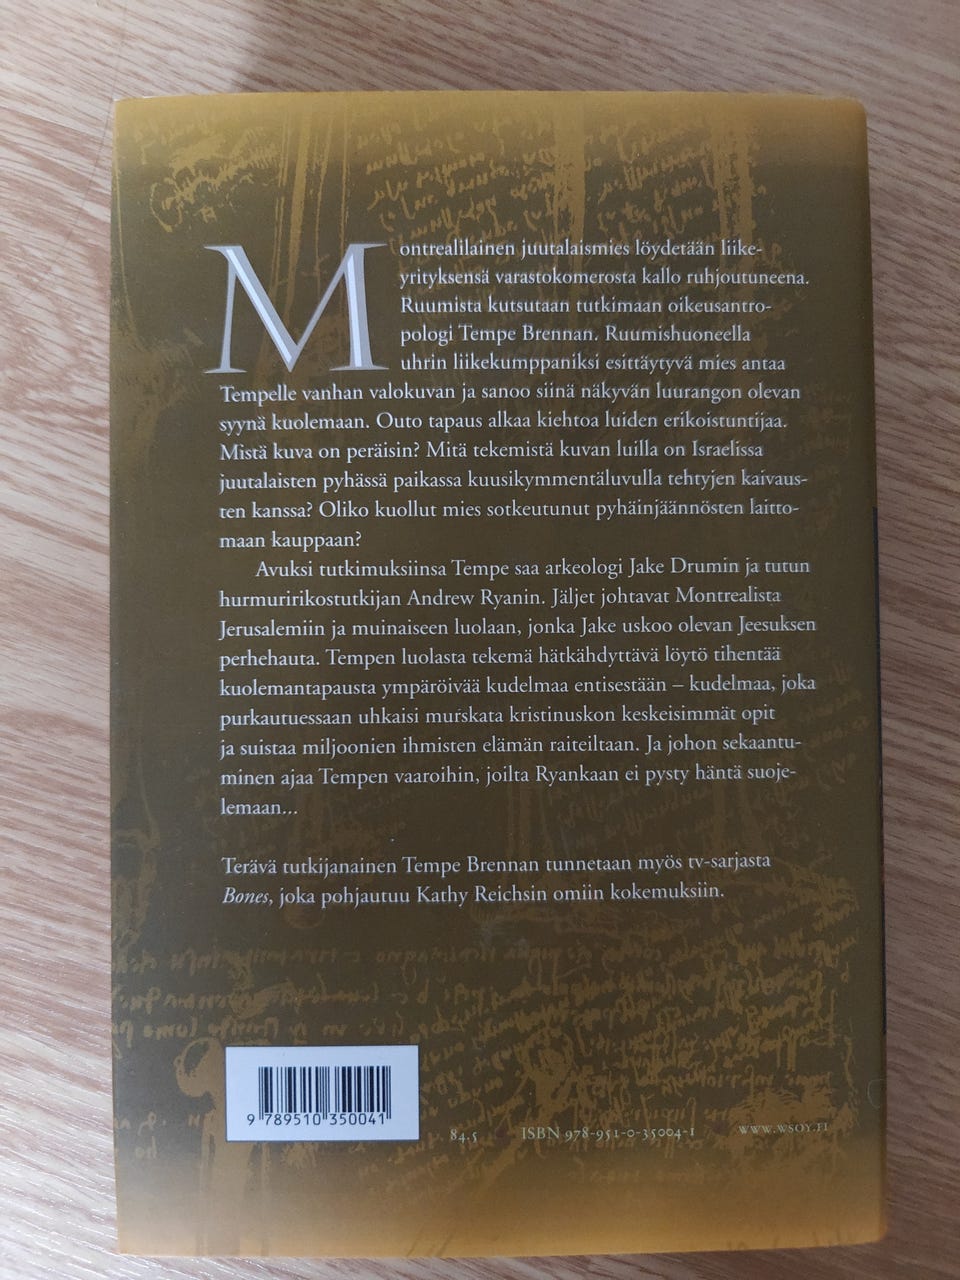 Montrealilainen juutalaismies löydetään liike-
yrityksensä varastokomerosta kallo ruhjoutuneena.
Ruumista kutsutaan tutkimaan oikeusantro-
pologi Tempe Brennan. Ruumishuoneella
uhrin liikekumppaniksi esittäytyvä mies antaa
Tempelle vanhan valokuvan ja sanoo siinä näkyvän luurangon olevan
syynä kuolemaan. Outo tapaus alkaa kiehtoa luiden erikoistuntijaa.
Mistä kuva on peräisin? Mitä tekemistä kuvan luilla on Israelissa
juutalaisten pyhässä paikassa kuusikymmentäluvulla tehtyjen kaivaus-
ten kanssa? Oliko kuollut mies sotkeutunut pyhäinjäännösten laitto-
maan kauppaan?
Avuksi tutkimuksiinsa Tempe saa arkeologi Jake Drumin ja tutun
hurmuririkostutkijan Andrew Ryanin. Jäljet johtavat Montrealista
Jerusalemiin ja muinaiseen luolaan, jonka Jake uskoo olevan Jeesuksen
perhehauta. Tempen luolasta tekemä hätkähdyttävä löytö tihentää
kuolemantapausta ympäröivää kudelmaa entisestään – kudelmaa, joka
purkautuessaan uhkaisi murskata kristinuskon keskeisimmät opit
ja suistaa miljoonien ihmisten elämän raiteiltaan. Ja johon sekaantu-
minen ajaa Tempen vaaroihin, joilta Ryankaan ei pysty häntä suoje-
lemaan...
Terävä tutkijanainen Tempe Brennan tunnetaan myös tv-sarjasta
Bones, joka pohjautuu Kathy Reichsin omiin kokemuksiin.
9 789510 350041
84.5 ISBN 978-951-0-35004-1 WWW.WSOY.FI